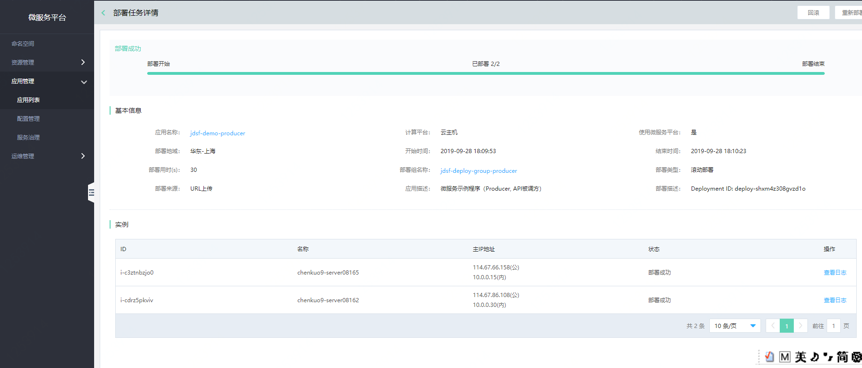 微服务平台
部署任务详情
回滚
重新部署
命名空间
资源管理
应用管理
应用列表
配置管理
服务治理
运维管理
部署成功
部署开始 已部署 2/2 部署结束
基本信息
应用名称: jdsf-demo-producer 计算平台: 云主机 使用微服务平台: 是
部署地域: 华东-上海 开始时间: 2019-09-28 18:09:53 结束时间: 2019-09-28 18:10:23
部署用时(s): 30 部署组名称: jdsf-deploy-group-producer 部署类型: 滚动部署
部署来源: URL上传 应用描述: 微服务示例程序（Producer, API被调方） 部署描述: Deployment ID: deploy-shxm4z308gvzd1o
实例
ID 名称 主IP地址 状态 操作
i-c3ztnbzjo0 chenkuo9-server08165 114.67.66.158(公) 部署成功 查看日志
10.0.0.15(内)
i-cdrz5pkviv chenkuo9-server08162 114.67.86.108(公) 部署成功 查看日志
10.0.0.30(内)
共 2 条 10 条/页 1 前往 1 页
M 英 简